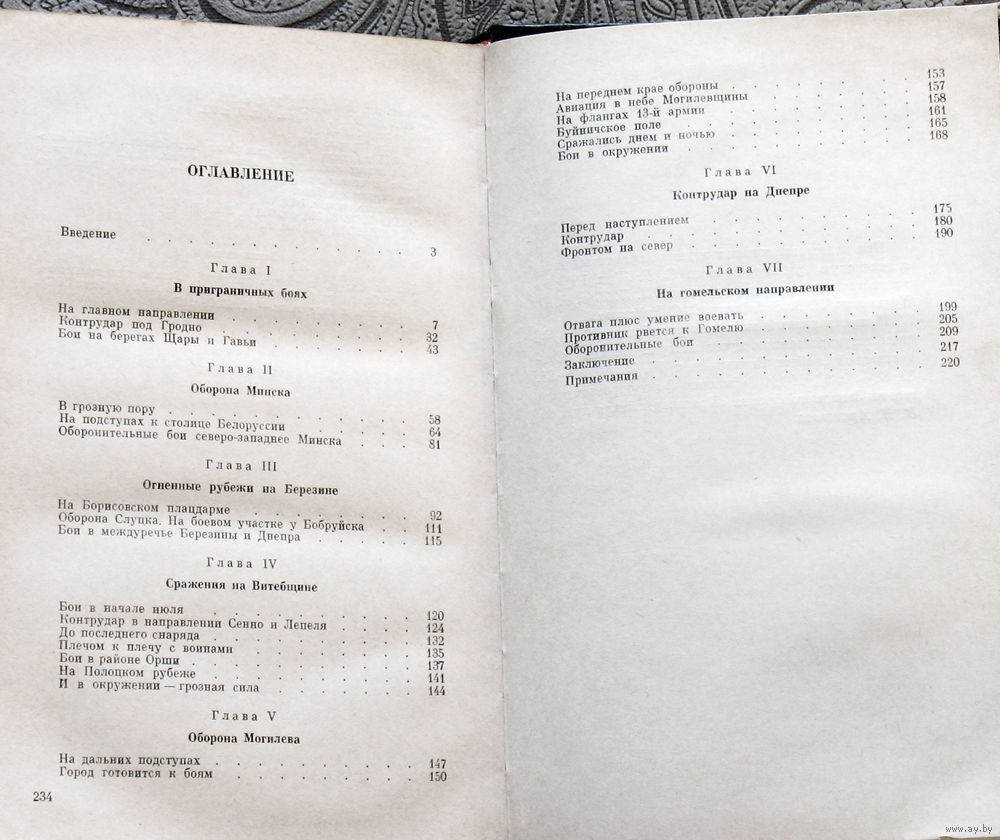 ОГЛАВЛЕНИЕ
Введение . . . . . . . . . . 3
Глава I
В приграничных боях
На главном направлении . . . . . . . 7
Контрудар под Гродно . . . . . . . 32
Бои на берегах Щары и Гавьи . . . . . . 43
Глава II
Оборона Минска
В грозную пору . . . . . . . . . 58
На подступах к столице Белоруссии . . . . . 64
Оборонительные бои северо-западнее Минска . . . 81
Глава III
Огненные рубежи на Березине
На Борисовском плацдарме . . . . . . . 92
Оборона Слуцка. На боевом участке у Бобруйска . . 111
Бои в междуречье Березины и Днепра . . . . . 115
Глава IV
Сражения на Витебщине
Бои в начале июля . . . . . . . . 120
Контрудар в направлении Сенно и Лепеля . . . . 124
До последнего снаряда . . . . . . . . 132
Плечом к плечу с воинами . . . . . . . 135
Бои в районе Орши . . . . . . . . 137
На Полоцком рубеже . . . . . . . . 141
И в окружении — грозная сила . . . . . . 144
Глава V
Оборона Могилева
На дальних подступах . . . . . . . . 147
Город готовится к боям . . . . . . . . 150
234
На переднем крае обороны . . . . . . 153
Авиация в небе Могилевщины . . . . . . 157
На флангах 13-й армии . . . . . . . 158
Буйничское поле . . . . . . . . 161
Сражались днем и ночью . . . . . . . 165
Бои в окружении . . . . . . . . 168
Глава VI
Контрудар на Днепре
Перед наступлением . . . . . . . . 175
Контрудар . . . . . . . . . . 180
Фронтом на север . . . . . . . . 190
Глава VII
На гомельском направлении
Отвага плюс умение воевать . . . . . . 199
Противник рвется к Гомелю . . . . . . 205
Оборонительные бои . . . . . . . . 209
Заключение . . . . . . . . . . 217
Примечания . . . . . . . . . . 220
www.ay.by